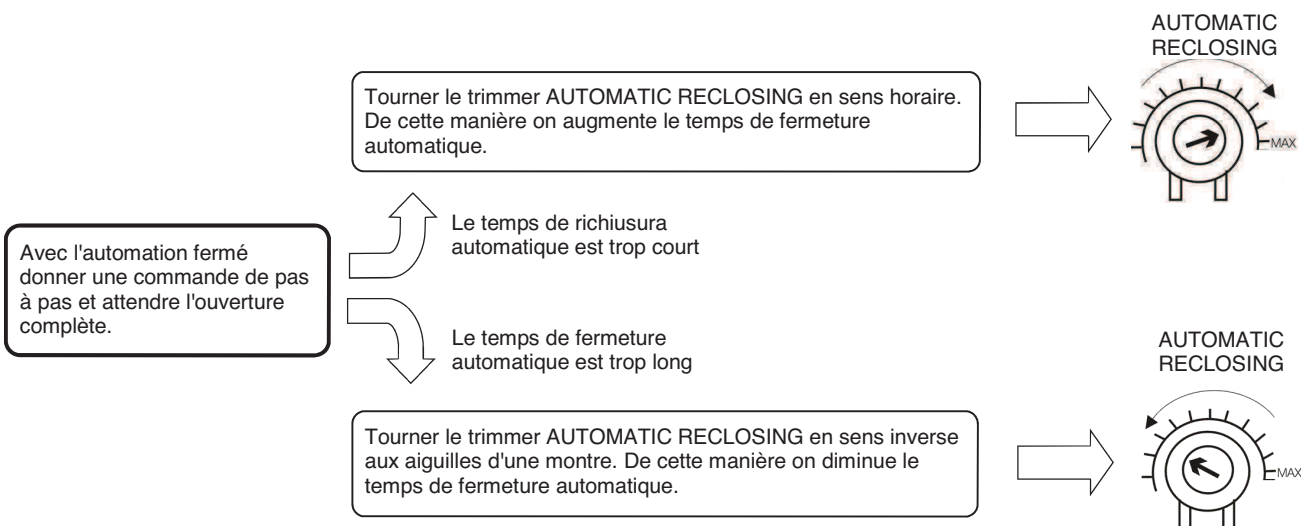 AUTOMATIC
RECLOSING
Tourner le trimmer AUTOMATIC RECLOSING en sens horaire.
De cette manière on augmente le temps de fermeture
automatique.
MAX
Le temps de richiusura
automatique est trop court
Avec l'automation fermé
donner une commande de pas
à pas et attendre l'ouverture
complète.
Le temps de fermeture
automatique est trop long
AUTOMATIC
RECLOSING
Tourner le trimmer AUTOMATIC RECLOSING en sens inverse
aux aiguilles d'une montre. De cette manière on diminue le
temps de fermeture automatique.
MAX